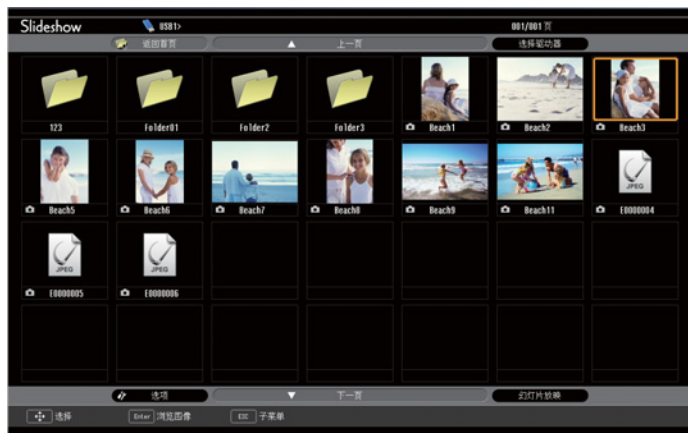 Slideshow USB1> 001/001 页
返回首页 ▲ 上一页 选择驱动器
123 Folder01 Folder2 Folder3 Beach1 Beach2 Beach3
Beach5 Beach6 Beach7 Beach8 Beach9 Beach11 JPEG E0000004
JPEG E0000005 JPEG E0000006
选项 ▼ 下一页 幻灯片放映
选择 Enter 浏览图像 ESC 子菜单